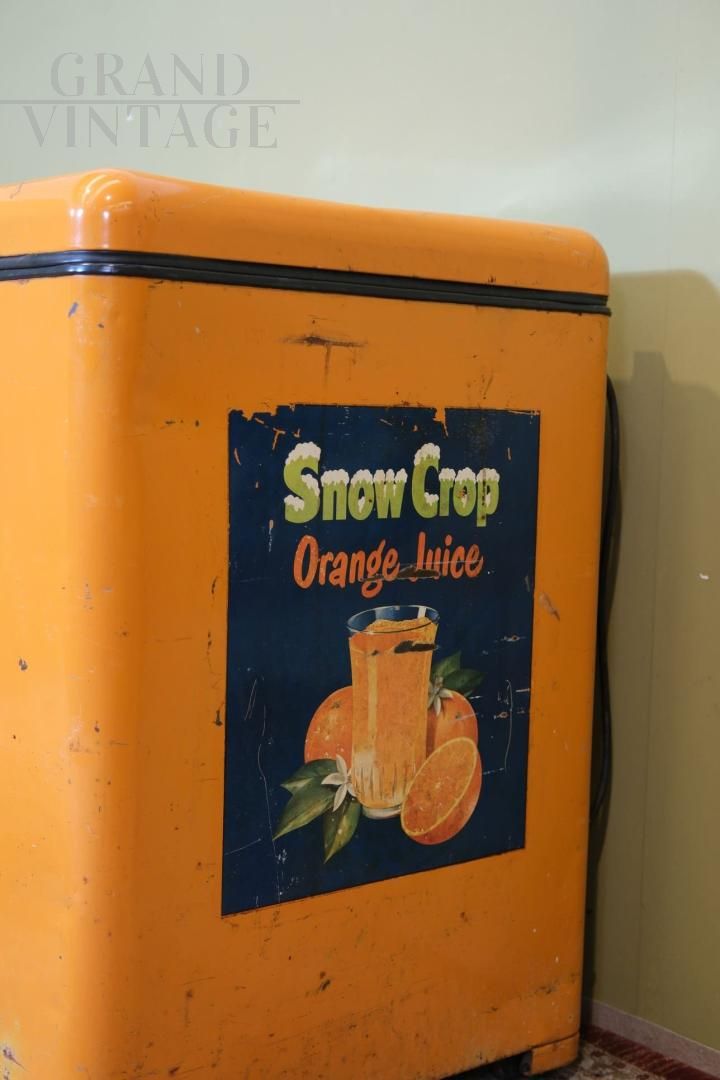 GRAND
VINTAGE
Snow Crop
Orange Juice